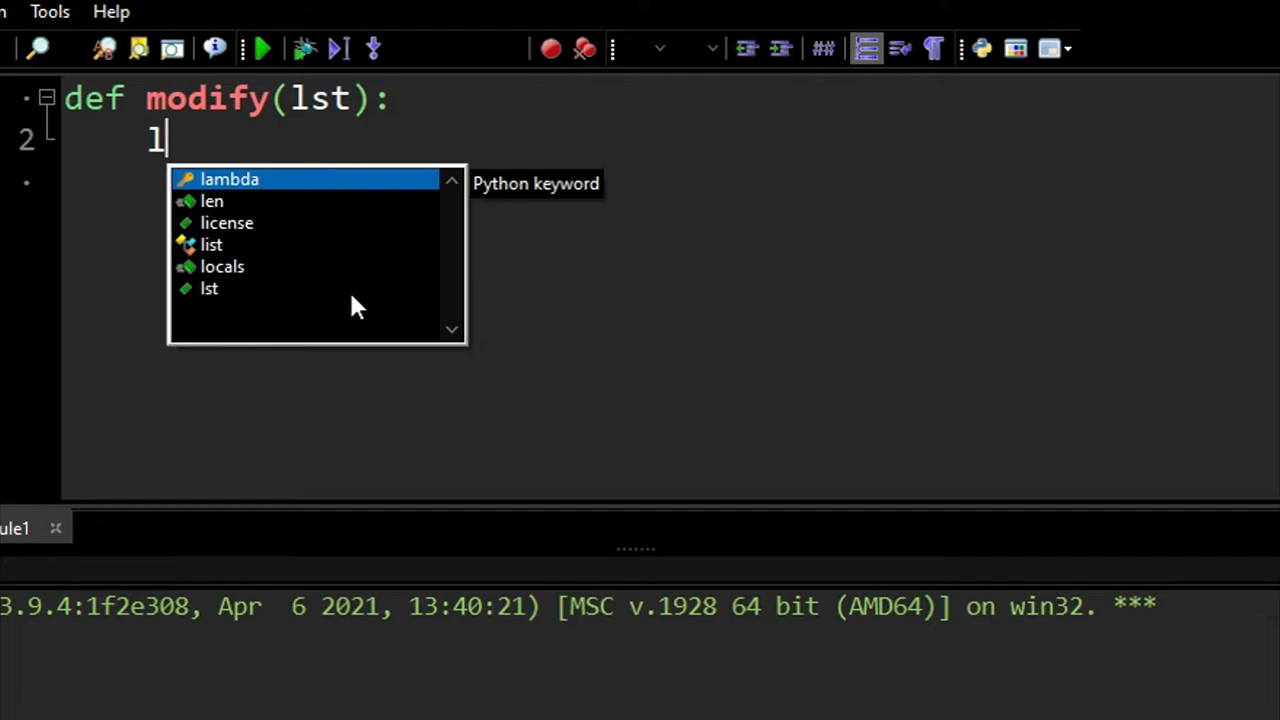 Tools Help
def modify(lst):
2 l
lambda
Python keyword
len
license
list
locals
lst
ule1
3.9.4:1f2e308, Apr  6 2021, 13:40:21) [MSC v.1928 64 bit (AMD64)] on win32. ***